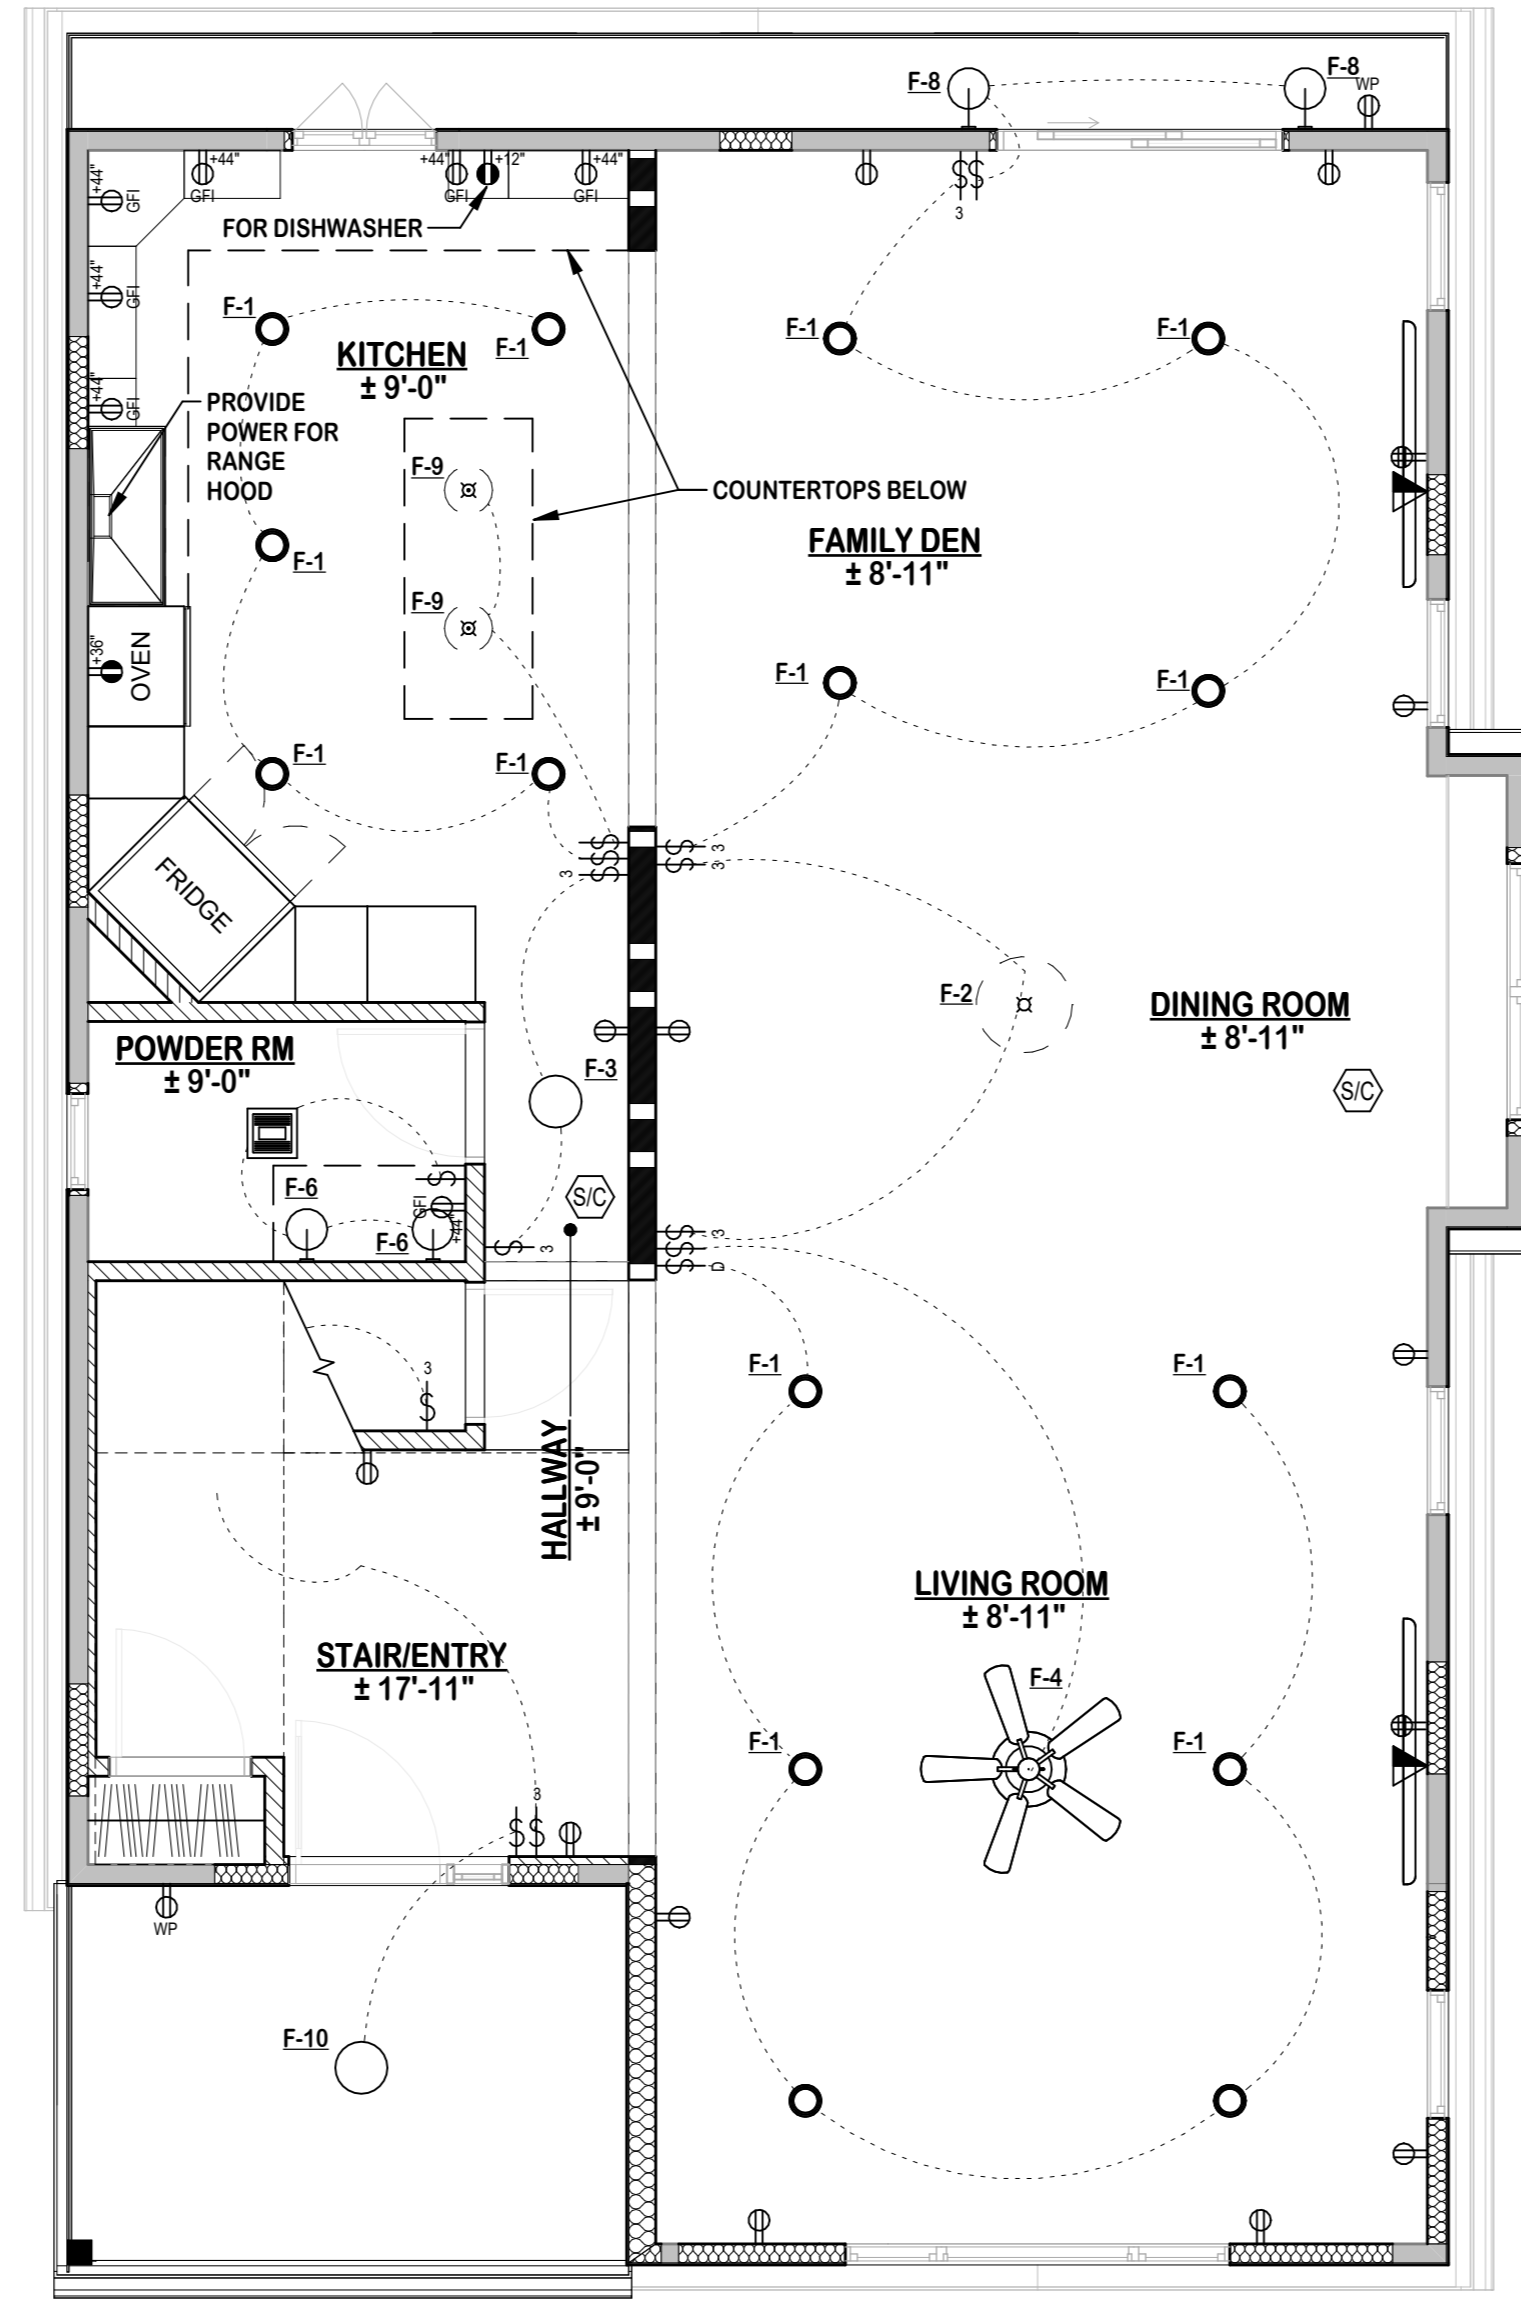 F-8
F-8
WP
+44"
GFI
+44"
GFI
+44"
GFI
+12"
+44"
GFI
FOR DISHWASHER
+44"
GFI
F-1
F-1
KITCHEN
± 9'-0"
+44"
GFI
PROVIDE
POWER FOR
RANGE
HOOD
3
F-1
F-1
F-9
COUNTERTOPS BELOW
FAMILY DEN
± 8'-11"
F-1
F-9
+36"
OVEN
F-1
F-1
F-1
F-1
3
3
3
FRIDGE
F-2
DINING ROOM
± 8'-11"
POWDER RM
± 9'-0"
F-3
S/C
S/C
F-6
GFI
+44"
F-6
3
3
D
3
F-1
F-1
HALLWAY
± 9'-0"
LIVING ROOM
± 8'-11"
STAIR/ENTRY
± 17'-11"
F-4
F-1
F-1
3
WP
F-10